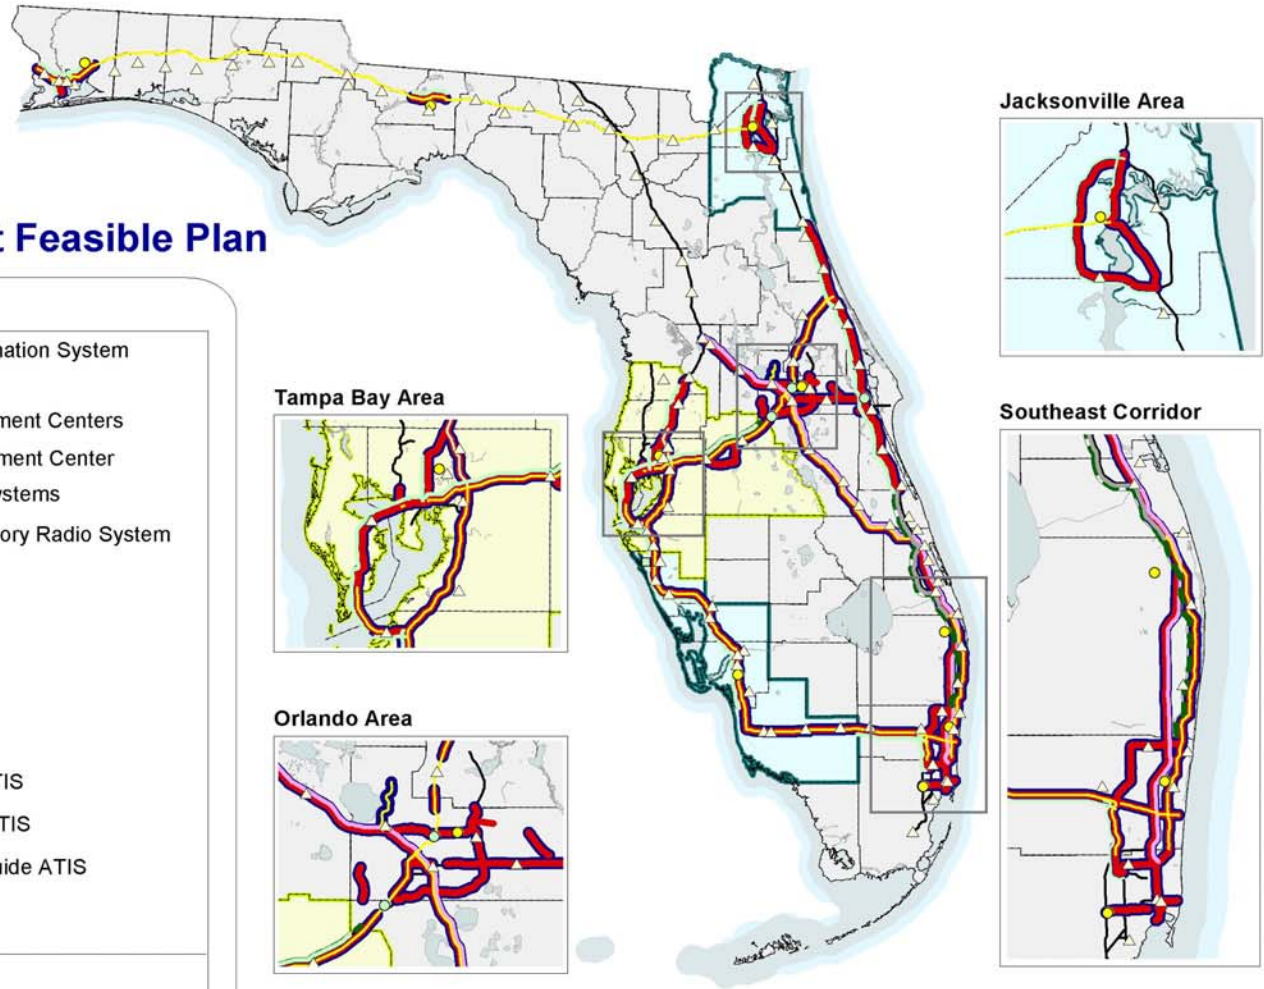 t Feasible Plan
nation System
ment Centers
ment Center
ystems
ory Radio System
TIS
TIS
uide ATIS
Tampa Bay Area
Orlando Area
Jacksonville Area
Southeast Corridor